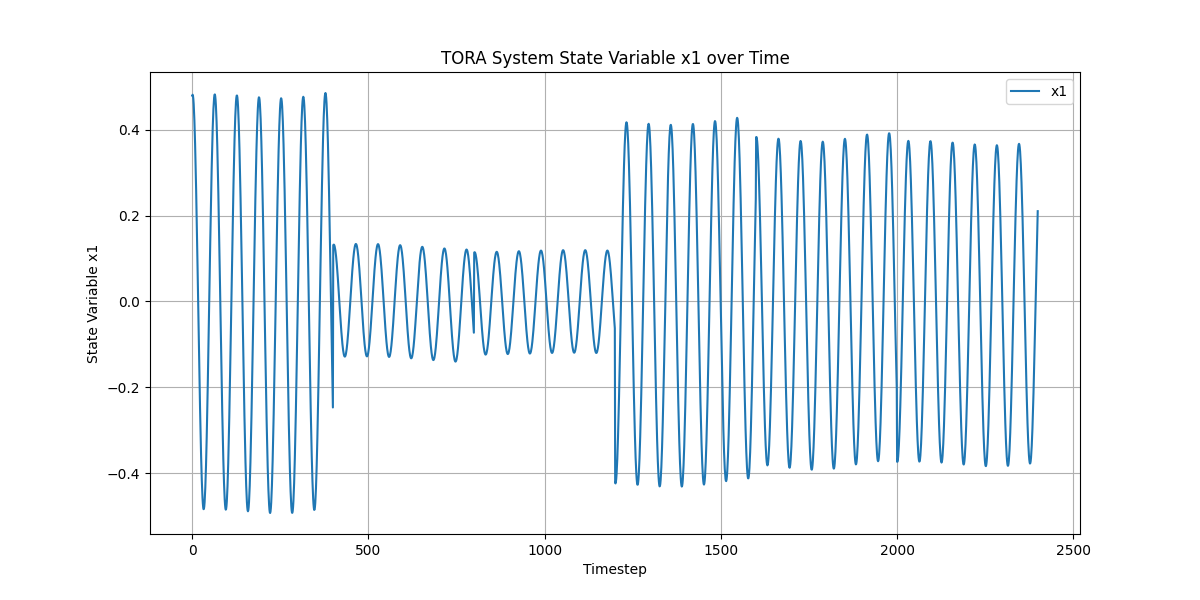 TORA System State Variable x1 over Time
x1
State Variable x1
0.4
0.2
0.0
−0.2
−0.4
0
500
1000
1500
2000
2500
Timestep